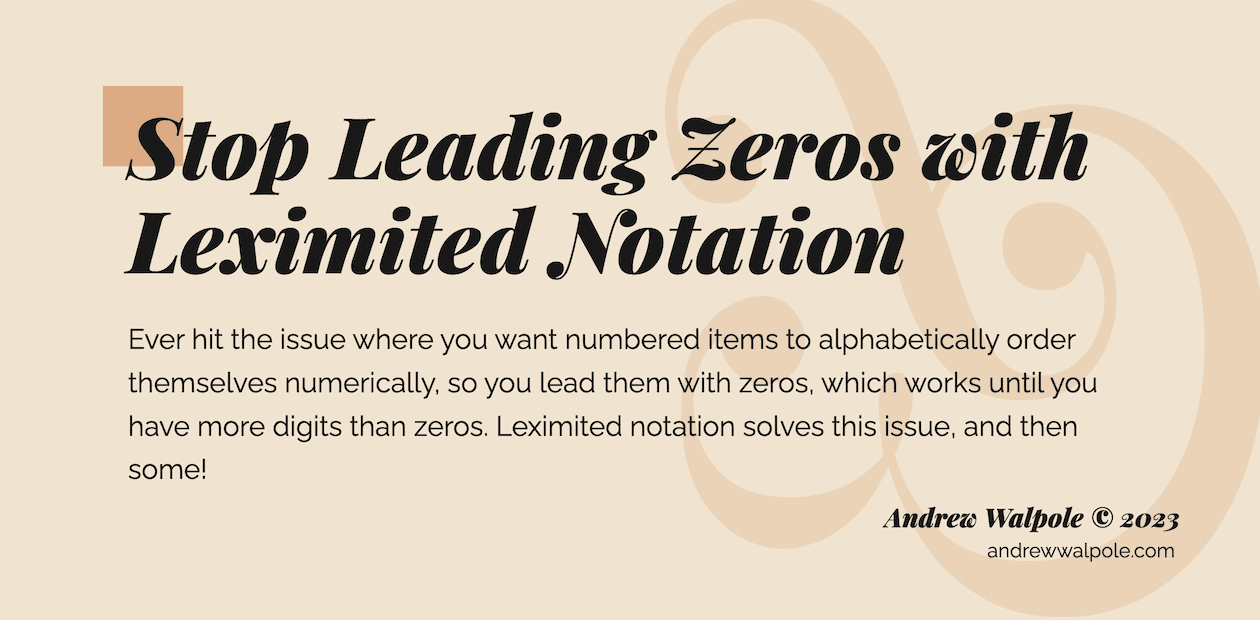 Stop Leading Zeros with
Leximited Notation
Ever hit the issue where you want numbered items to alphabetically order
themselves numerically, so you lead them with zeros, which works until you
have more digits than zeros. Leximited notation solves this issue, and then
some!
Andrew Walpole © 2023
andrewwalpole.com